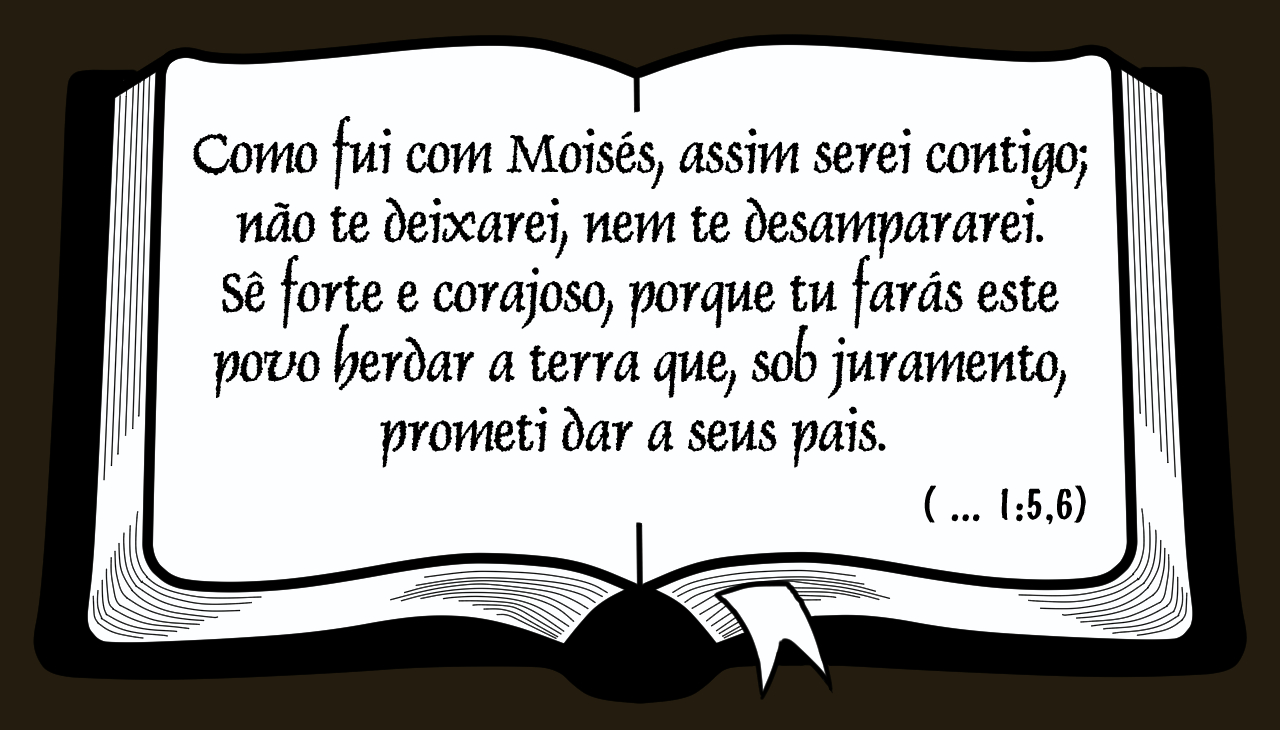 Como fui com Moisés, assim serei contigo;
não te deixarei, nem te desampararei.
Sê forte e corajoso, porque tu farás este
povo herdar a terra que, sob juramento,
prometi dar a seus pais.
( ... 1:5,6)